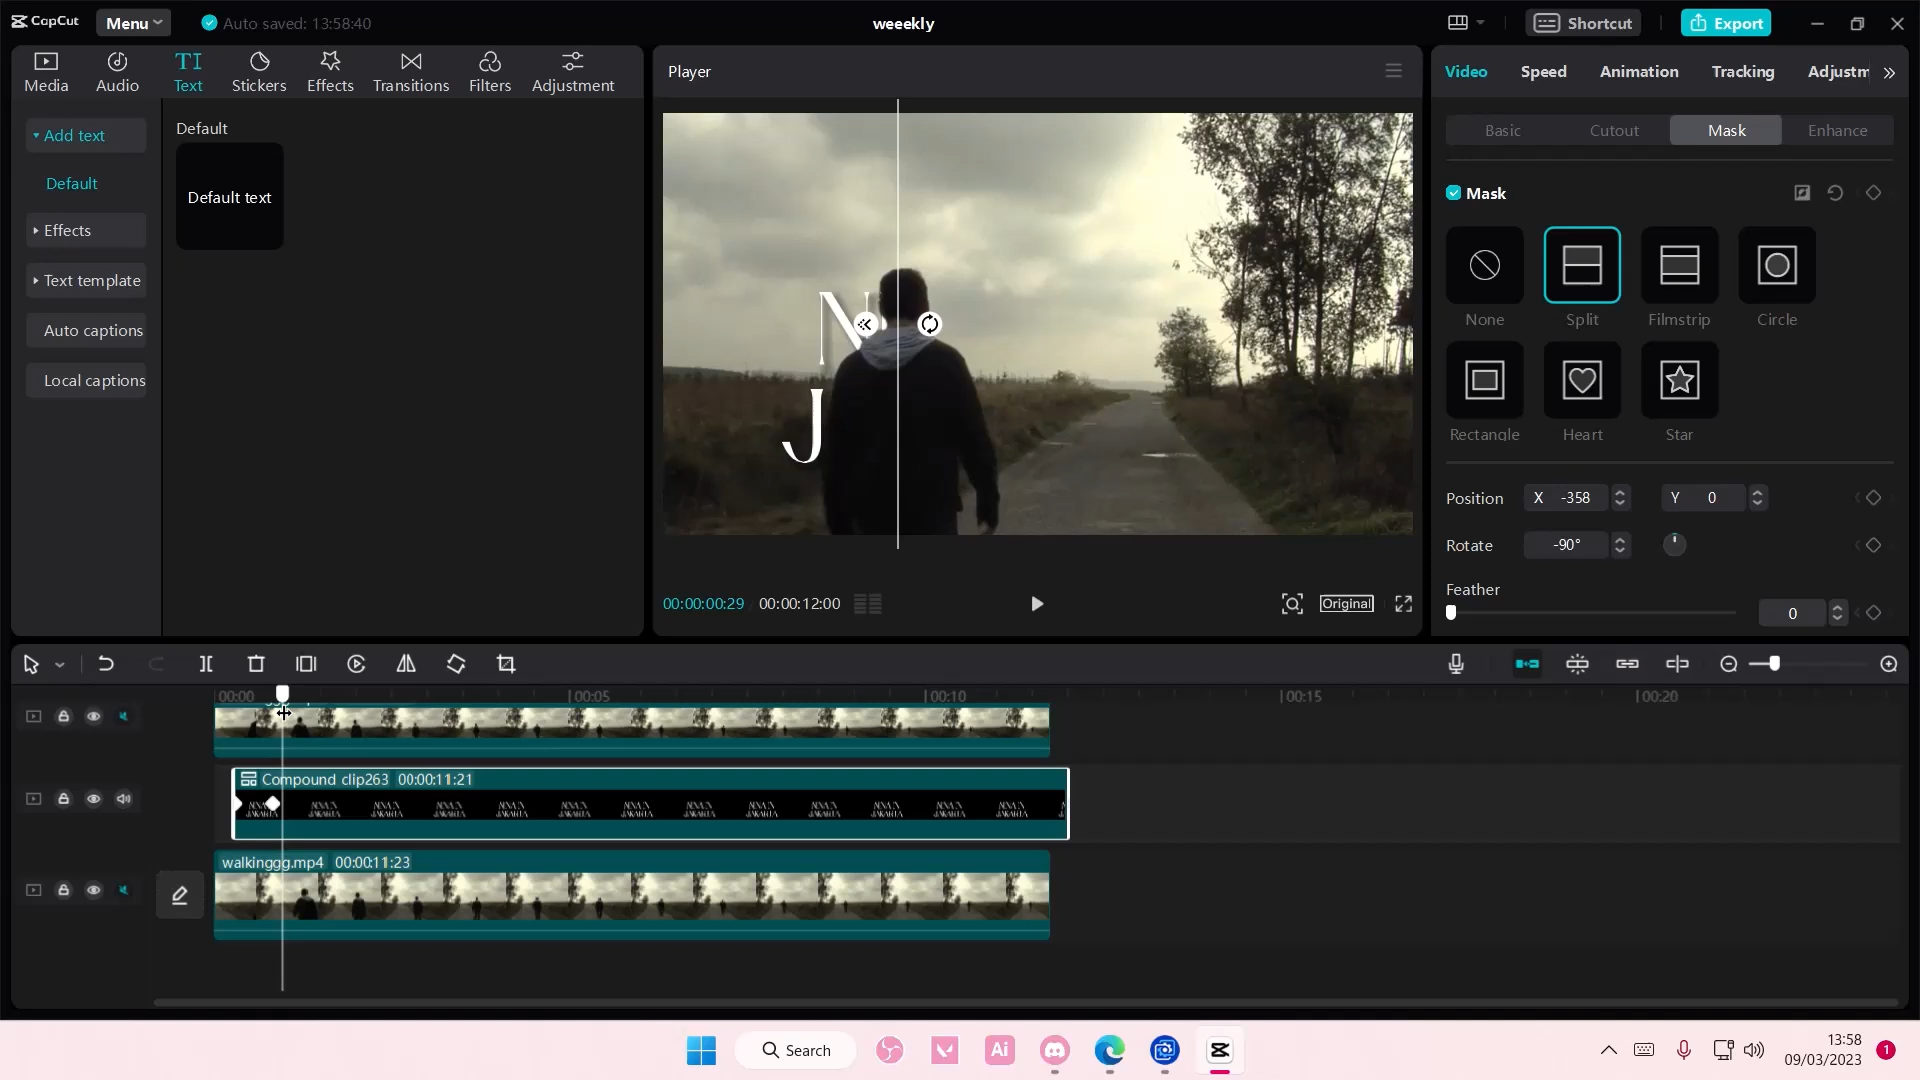 CapCut
Menu
Auto saved: 13:58:40
weeekly
Shortcut
Export
Media
Audio
Text
Stickers
Effects
Transitions
Filters
Adjustment
Add text
Default
Effects
Text template
Auto captions
Local captions
Default
Default text
Player
N
J
00:00:00:29
00:00:12:00
Original
Video
Speed
Animation
Tracking
Adjustm
Basic
Cutout
Mask
Enhance
Mask
None
Split
Filmstrip
Circle
Rectangle
Heart
Star
Position
X -358
Y 0
Rotate
-90°
Feather
0
00:00
00:05
00:10
00:15
00:20
Compound clip263 00:00:11:21
walkinggg.mp4 00:00:11:23
Search
Ai
13:58
09/03/2023
1